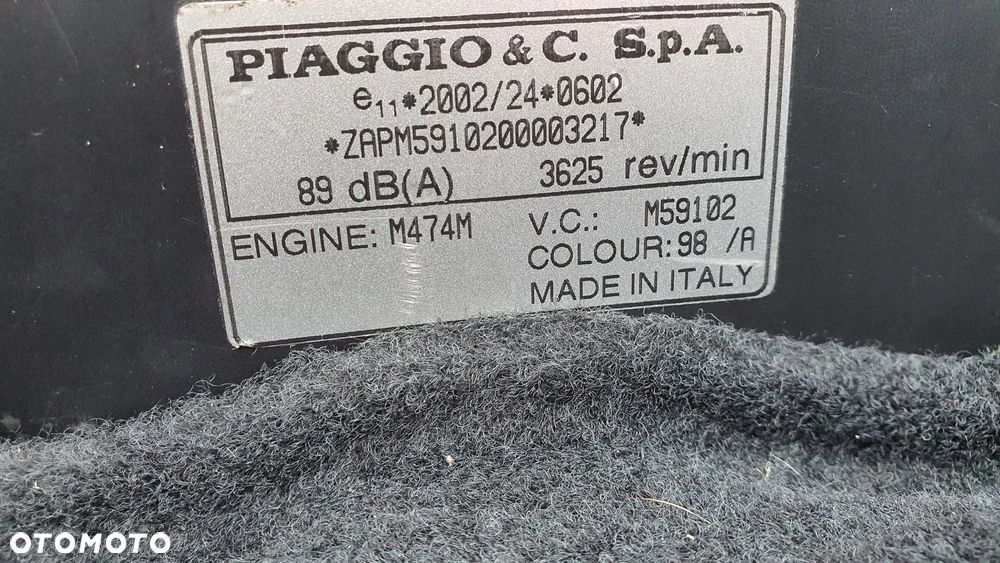 PIAGGIO & C. S.p.A.
e11*2002/24*0602
*ZAPM5910200003217*
89 dB(A) 3625 rev/min
ENGINE: M474M V.C.: M59102
COLOUR: 98 /A
MADE IN ITALY
OTOMOTO